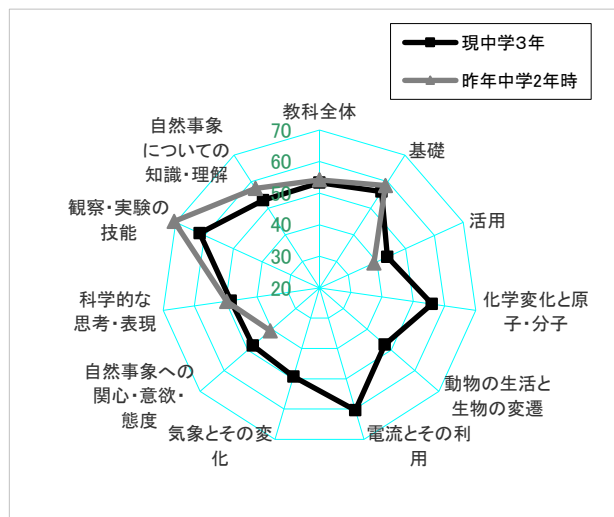 現中学3年
昨年中学2年時
教科全体
基礎
活用
化学変化と原
子・分子
動物の生活と
生物の変遷
電流とその利
用
気象とその変
化
自然事象への
関心・意欲・
態度
科学的な
思考・表現
観察・実験の
技能
自然事象
についての
知識・理解
70
60
50
40
30
20